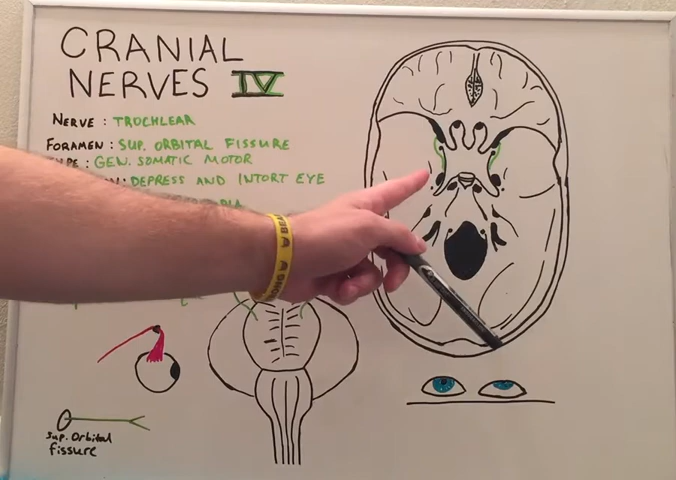 CRANIAL
NERVES IV
NERVE : TROCHLEAR
FORAMEN : SUP. ORBITAL FISSURE
: GEN. SOMATIC MOTOR
: DEPRESS AND INTORT EYE
Sup. Orbital
fissure